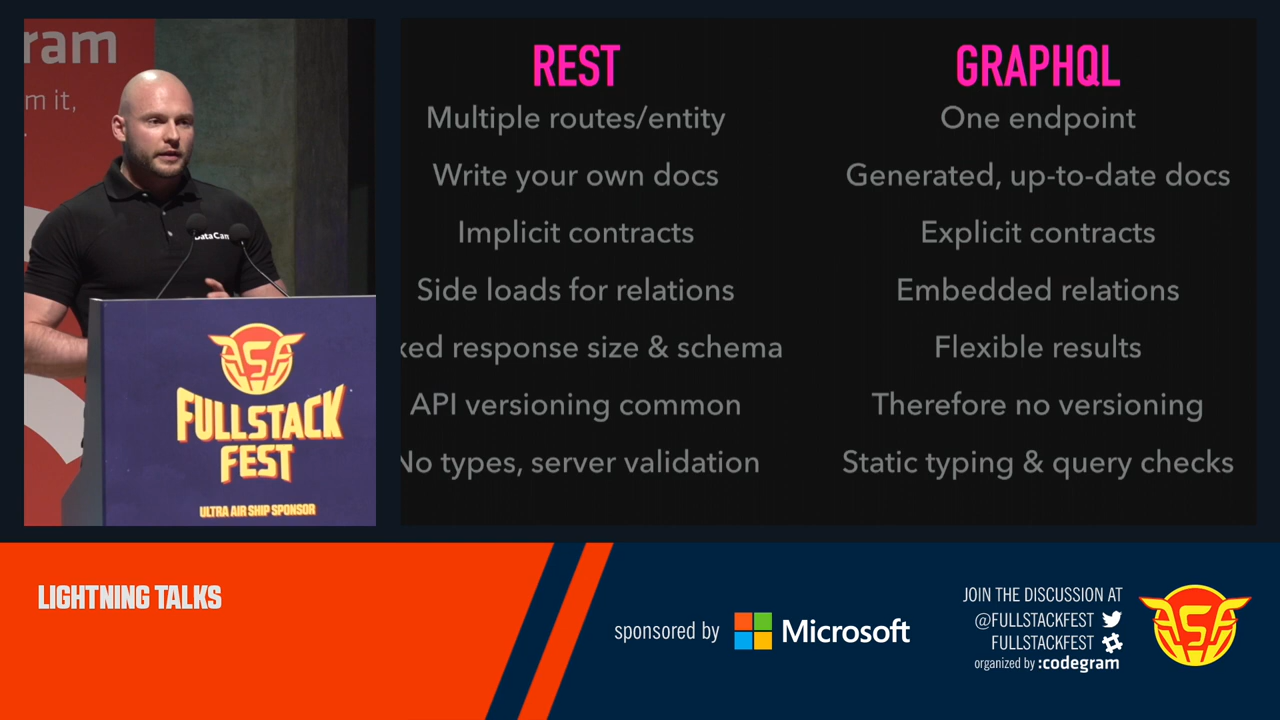 ram
m it,
DataCam
FULLSTACK
FEST
ULTRA AIR SHIP SPONSOR
REST
Multiple routes/entity
Write your own docs
Implicit contracts
Side loads for relations
xed response size & schema
API versioning common
No types, server validation
GRAPHQL
One endpoint
Generated, up-to-date docs
Explicit contracts
Embedded relations
Flexible results
Therefore no versioning
Static typing & query checks
LIGHTNING TALKS
sponsored by Microsoft
JOIN THE DISCUSSION AT
@FULLSTACKFEST
FULLSTACKFEST
organized by :codegram